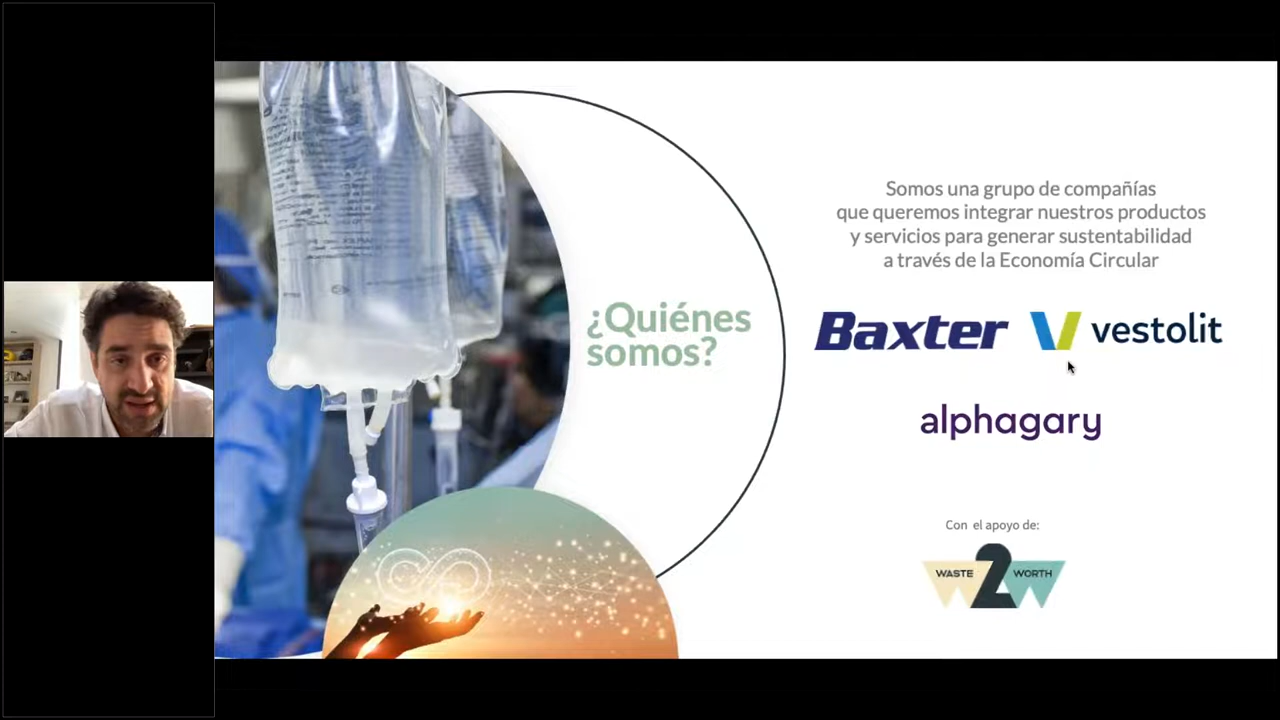 ¿Quiénes
somos?
Somos una grupo de compañías
que queremos integrar nuestros productos
y servicios para generar sustentabilidad
a través de la Economía Circular
Baxter
vestolit
alphagary
Con el apoyo de:
WASTE 2 WORTH